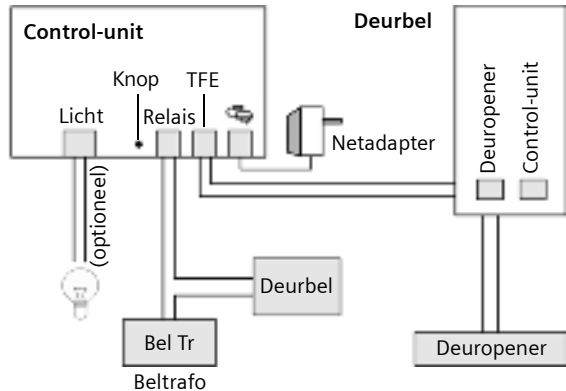 Control-unit
Deurbel
Knop
TFE
Licht
Relais
Netadapter
Deuropener
Control-unit
(optioneel)
Deurbel
Bel Tr
Beltrafo
Deuropener